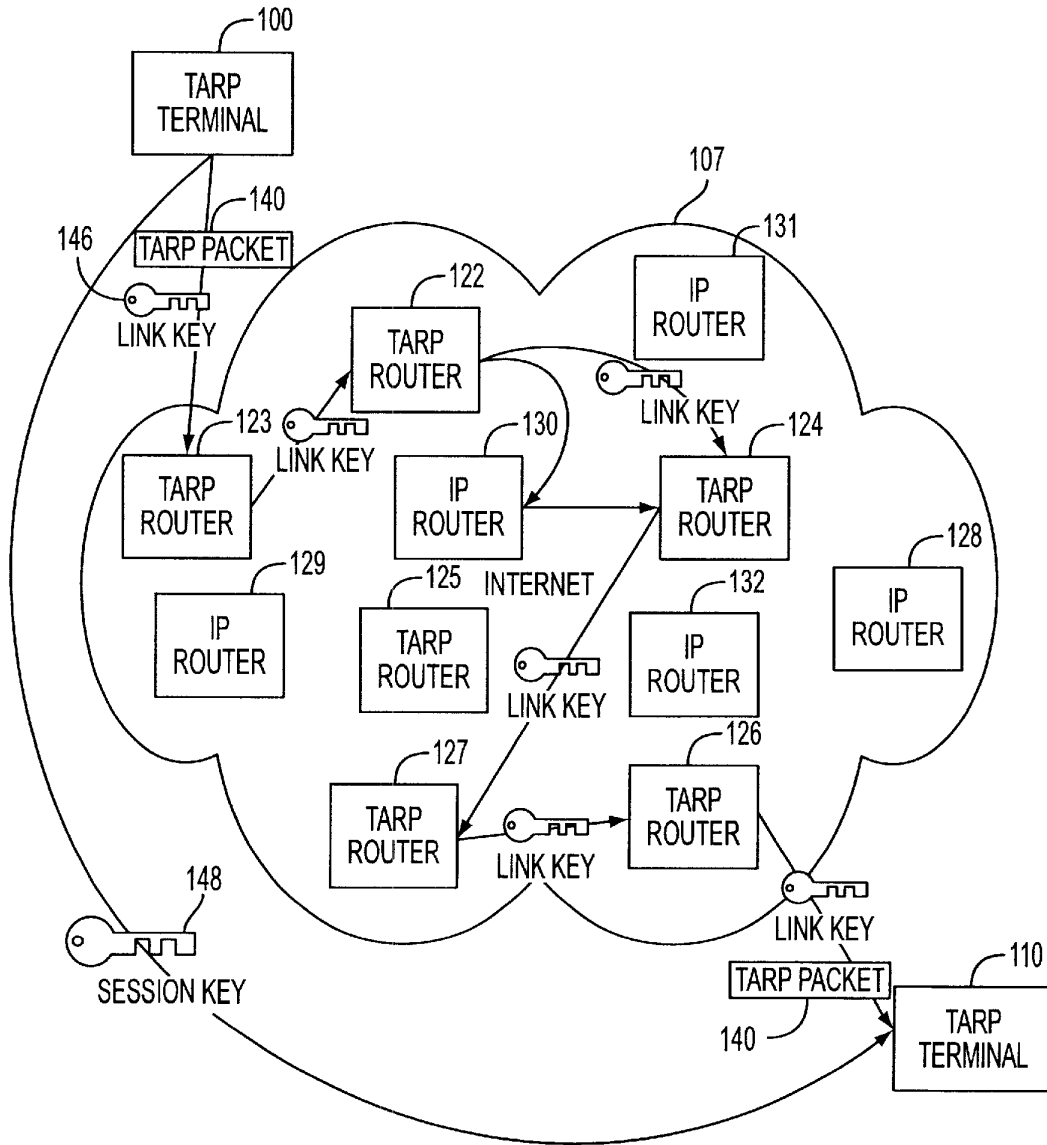 100
TARP
TERMINAL
107
140
TARP PACKET
146
LINK KEY
131
IP
ROUTER
122
TARP
ROUTER
LINK KEY
123
TARP
ROUTER
LINK KEY
130
IP
ROUTER
124
TARP
ROUTER
INTERNET
129
IP
ROUTER
125
TARP
ROUTER
132
IP
ROUTER
128
IP
ROUTER
LINK KEY
127
TARP
ROUTER
126
TARP
ROUTER
LINK KEY
148
SESSION KEY
LINK KEY
TARP PACKET
140
110
TARP
TERMINAL